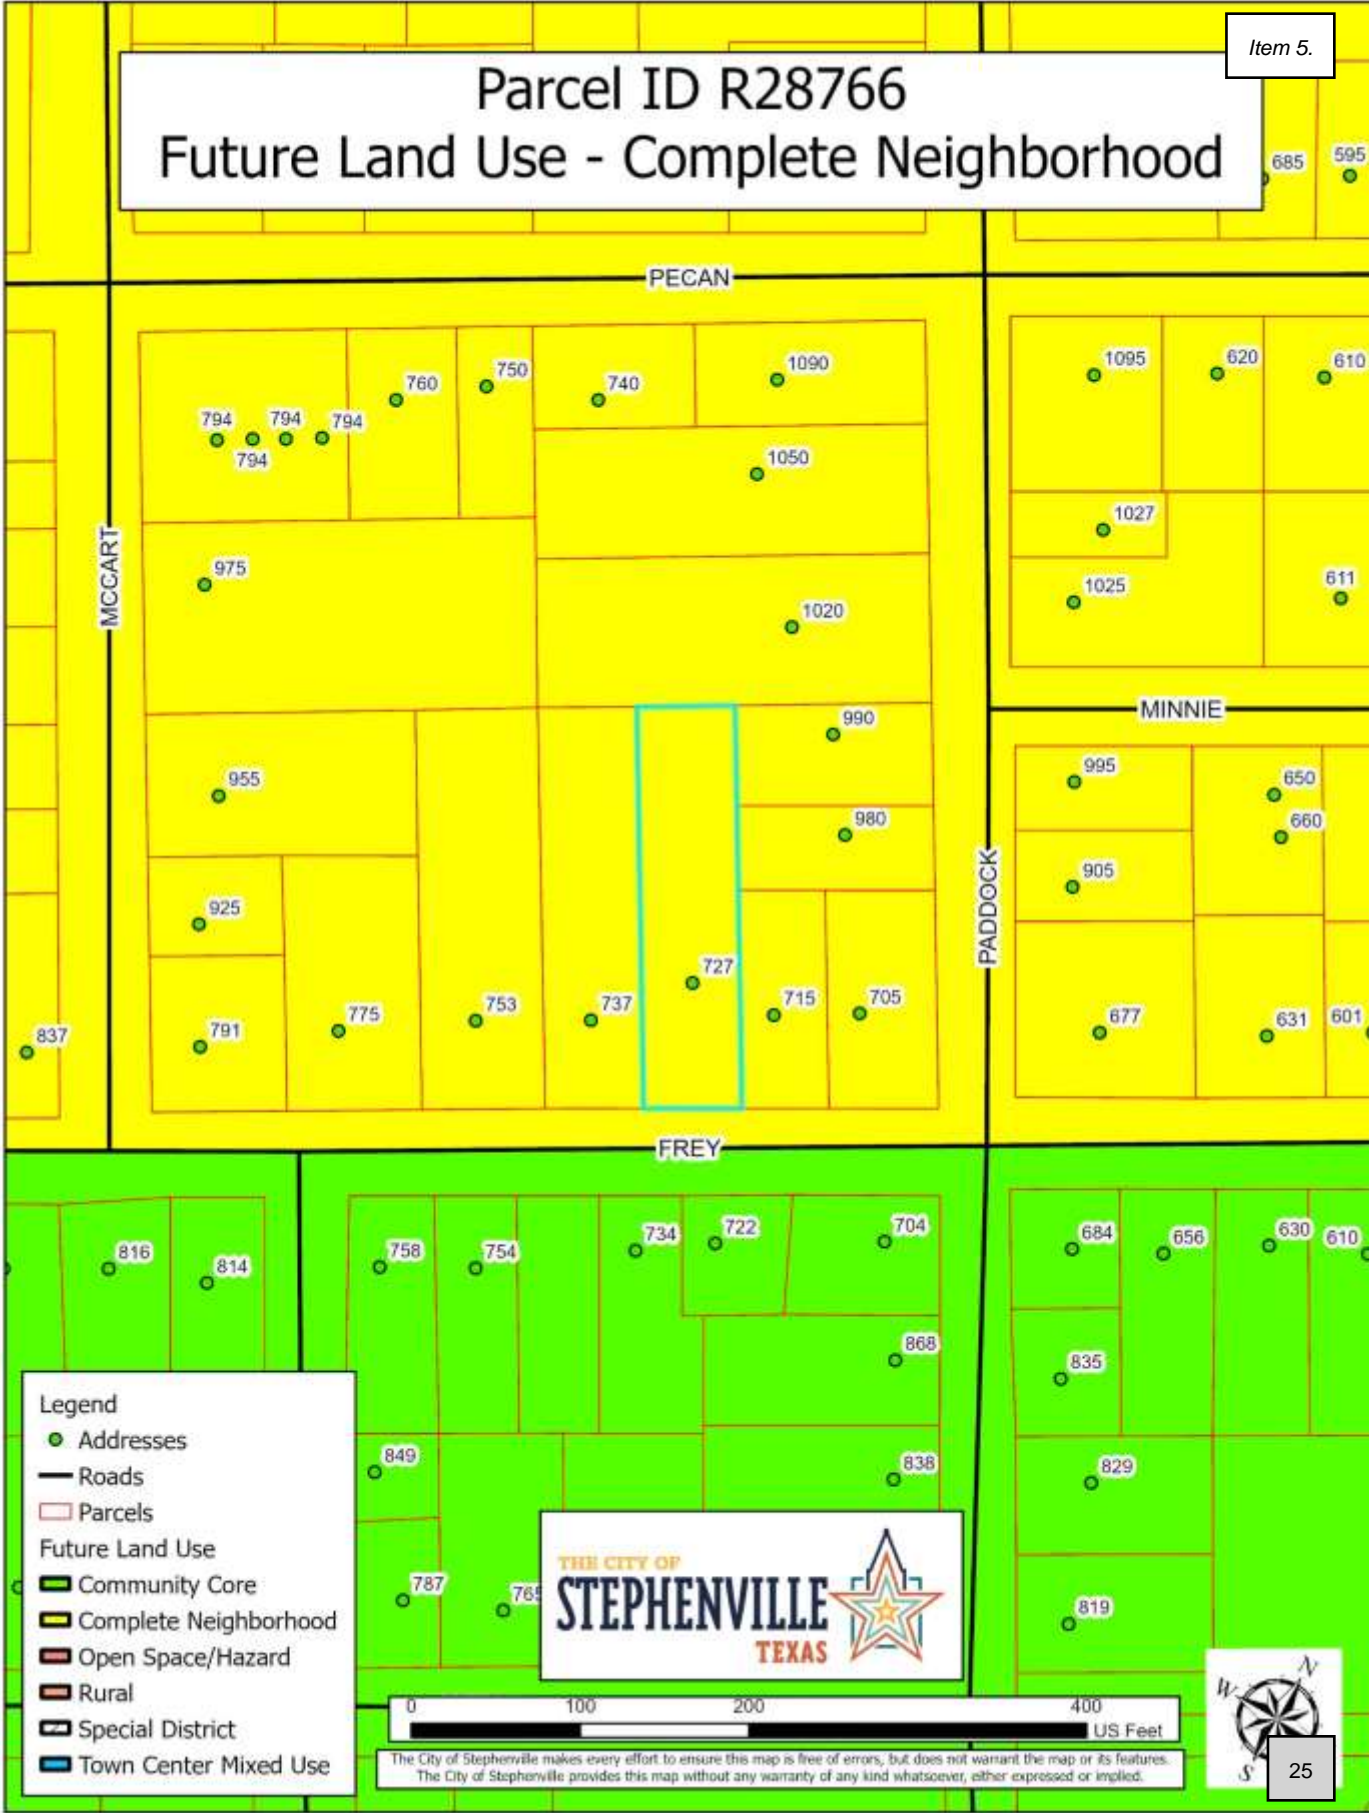 Item 5.
Parcel ID R28766
Future Land Use - Complete Neighborhood
685
595
PECAN
1095
620
610
760
750
740
1090
794
794
794
794
1050
1027
MCCART
975
1025
611
1020
MINNIE
990
995
650
955
980
660
905
PADDOCK
925
727
715
705
753
737
775
677
631
601
837
791
FREY
816
814
758
754
734
722
704
684
656
630
610
868
835
849
838
829
787
765
819
Legend
Addresses
Roads
Parcels
Future Land Use
Community Core
Complete Neighborhood
Open Space/Hazard
Rural
Special District
Town Center Mixed Use
THE CITY OF
STEPHENVILLE
TEXAS
0 100 200 400
US Feet
The City of Stephenville makes every effort to ensure this map is free of errors, but does not warrant the map or its features.
The City of Stephenville provides this map without any warranty of any kind whatsoever, either expressed or implied.
N
W
S
25